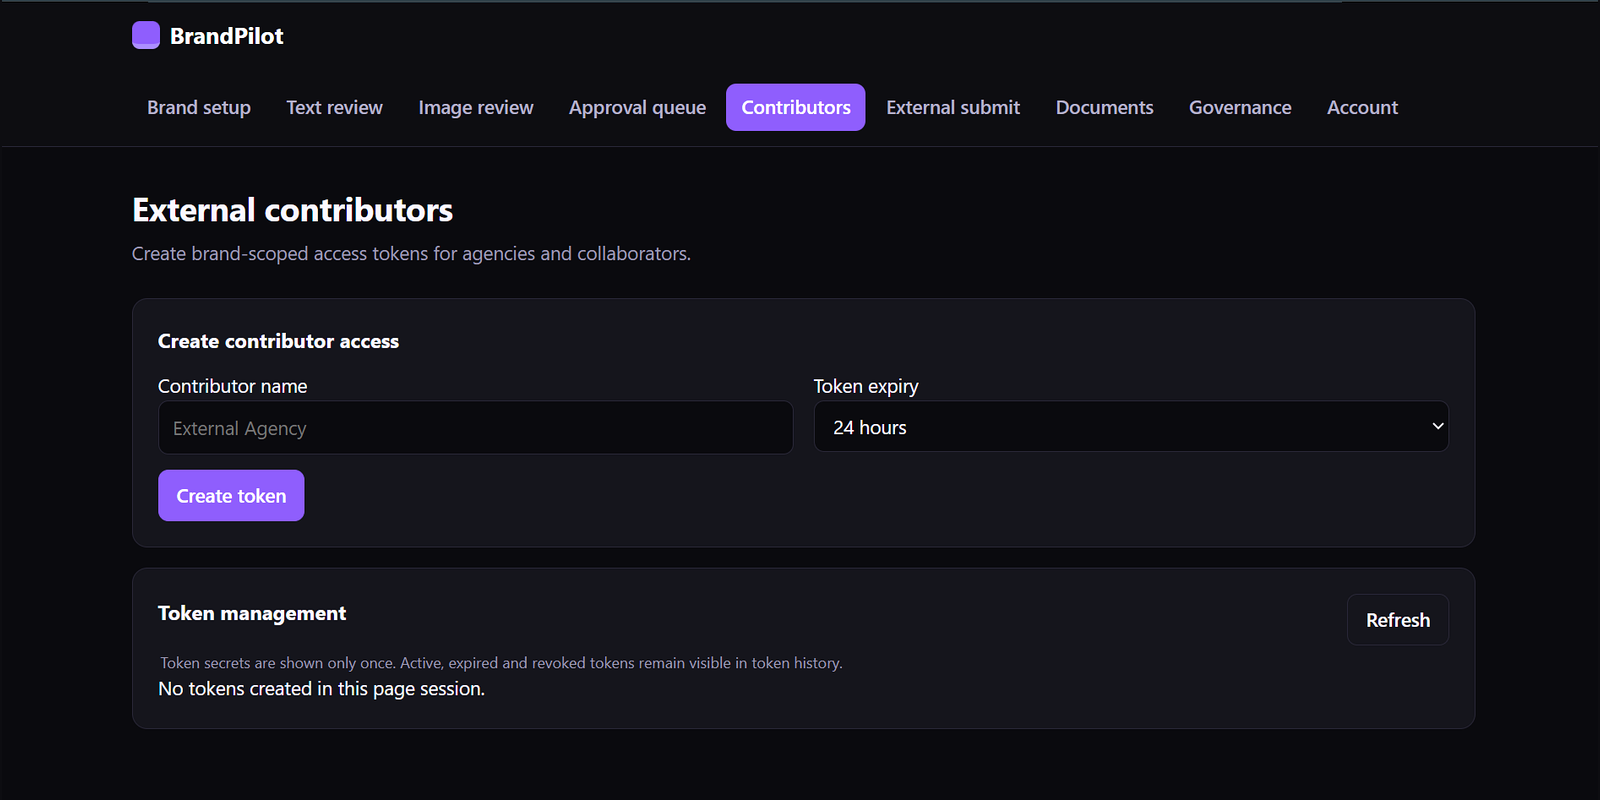 BrandPilot
Brand setup Text review Image review Approval queue Contributors External submit Documents Governance Account
External contributors
Create brand-scoped access tokens for agencies and collaborators.
Create contributor access
Contributor name Token expiry
External Agency 24 hours
Create token
Token management
Refresh
Token secrets are shown only once. Active, expired and revoked tokens remain visible in token history.
No tokens created in this page session.